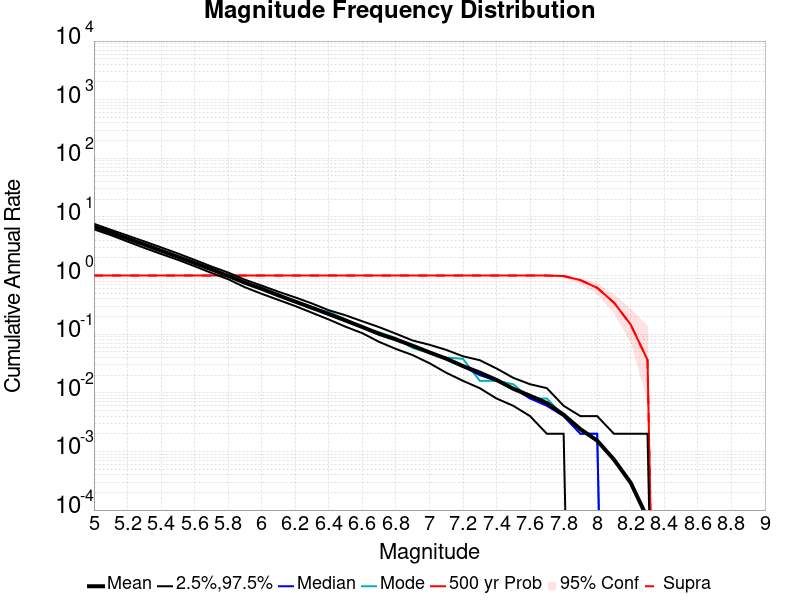 Magnitude Frequency Distribution
10^4
10^3
10^2
10^1
10^0
10^-1
10^-2
10^-3
10^-4
Cumulative Annual Rate
5 5.2 5.4 5.6 5.8 6 6.2 6.4 6.6 6.8 7 7.2 7.4 7.6 7.8 8 8.2 8.4 8.6 8.8 9
Magnitude
Mean 2.5%,97.5% Median Mode 500 yr Prob 95% Conf Supra